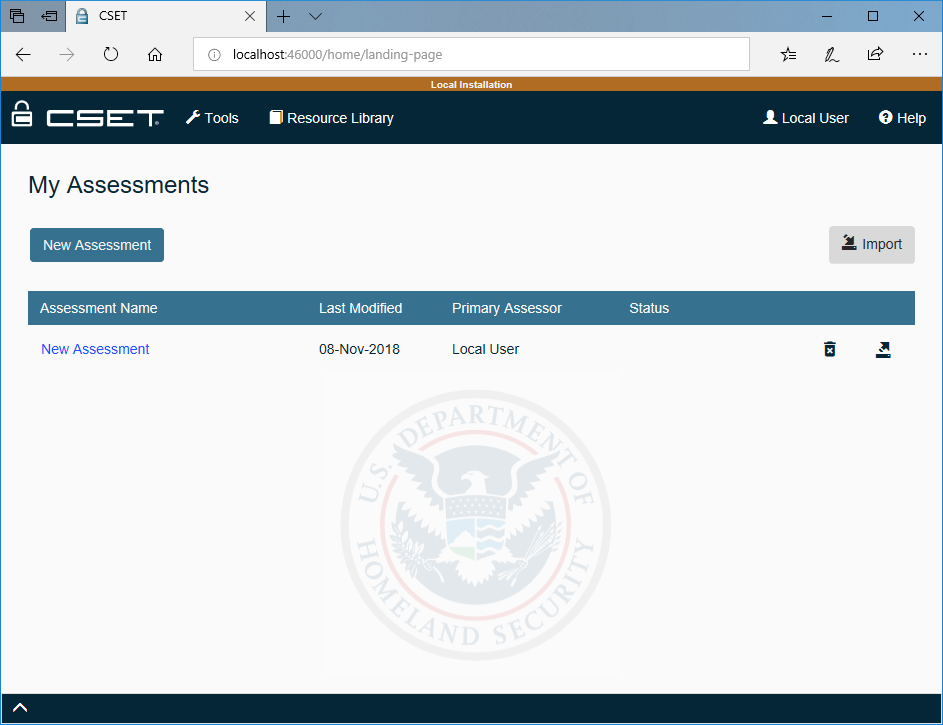 CSET
localhost:46000/home/landing-page
Local Installation
CSET Tools Resource Library Local User Help
My Assessments
New Assessment Import
Assessment Name Last Modified Primary Assessor Status
New Assessment 08-Nov-2018 Local User
U.S. DEPARTMENT OF
HOMELAND SECURITY